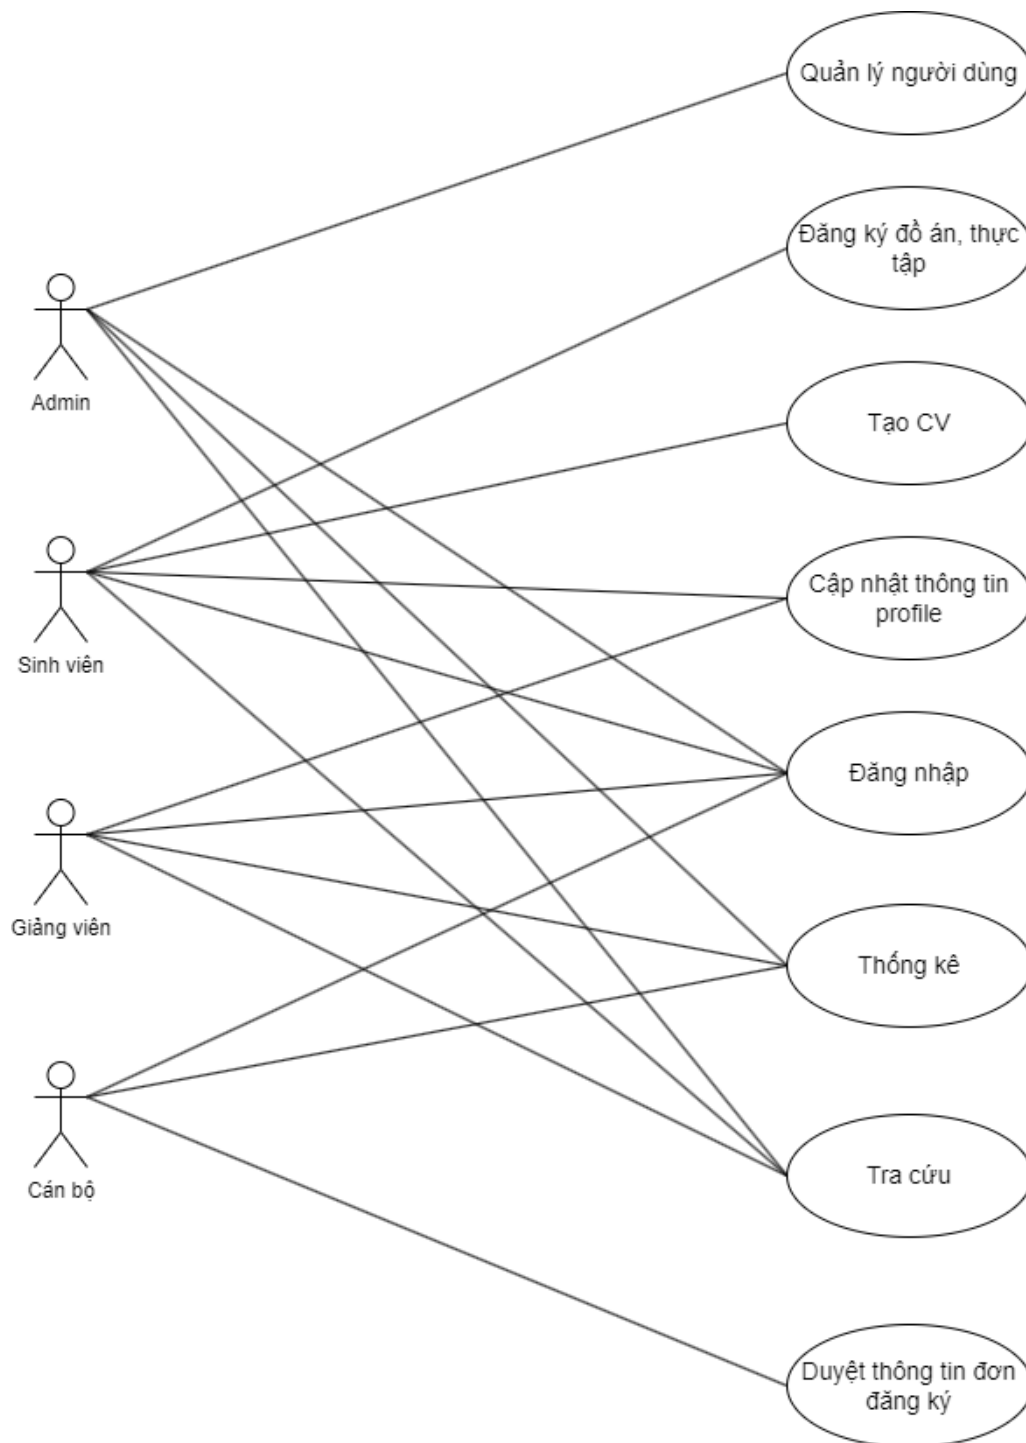 Quản lý người dùng
Đăng ký đồ án, thực
tập
Admin
Tạo CV
Sinh viên
Cập nhật thông tin
profile
Đăng nhập
Giảng viên
Thống kê
Cán bộ
Tra cứu
Duyệt thông tin đơn
đăng ký